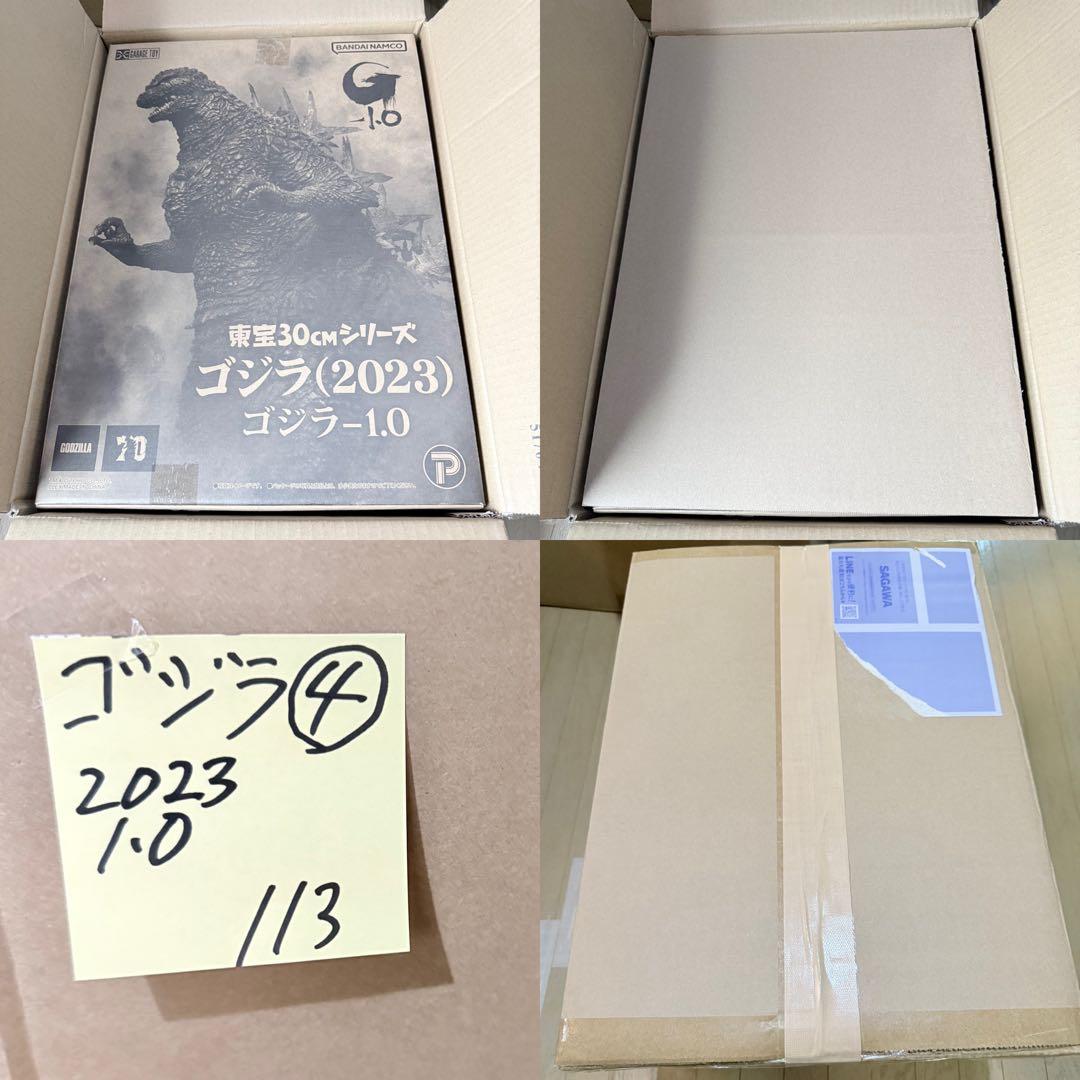 GARAGE TOY
BANDAI NAMCO
G
-1.0
東宝30CMシリーズ
ゴジラ(2023)
ゴジラ-1.0
GODZILLA
70
P
ゴジラ④
2023
1.0
113
SAGAWA